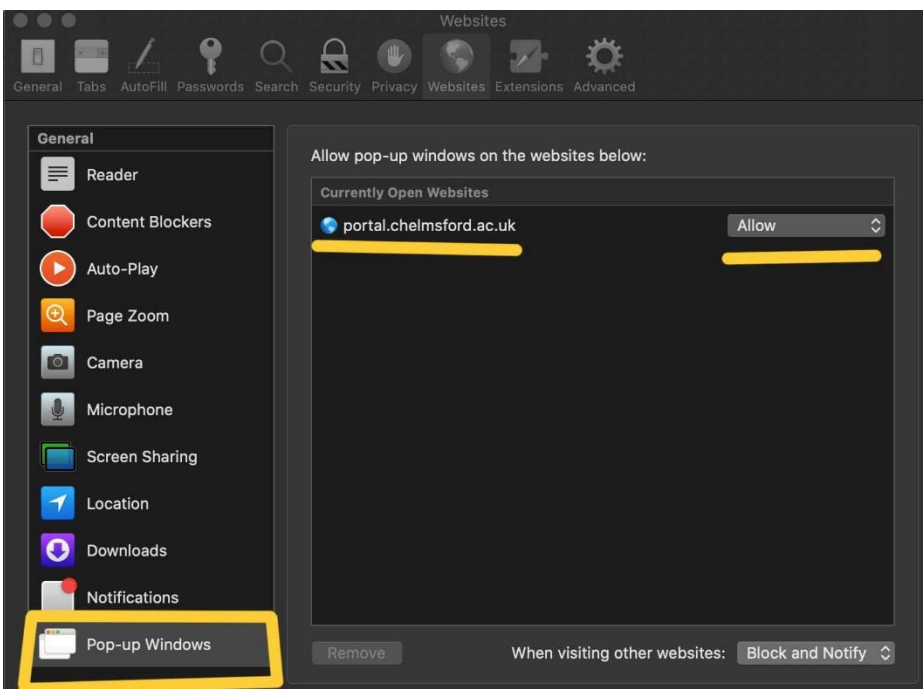 Websites
General Tabs AutoFill Passwords Search Security Privacy Websites Extensions Advanced
General
Reader
Content Blockers
Auto-Play
Page Zoom
Camera
Microphone
Screen Sharing
Location
Downloads
Notifications
Pop-up Windows
Allow pop-up windows on the websites below:
Currently Open Websites
portal.chelmsford.ac.uk Allow
Remove When visiting other websites: Block and Notify